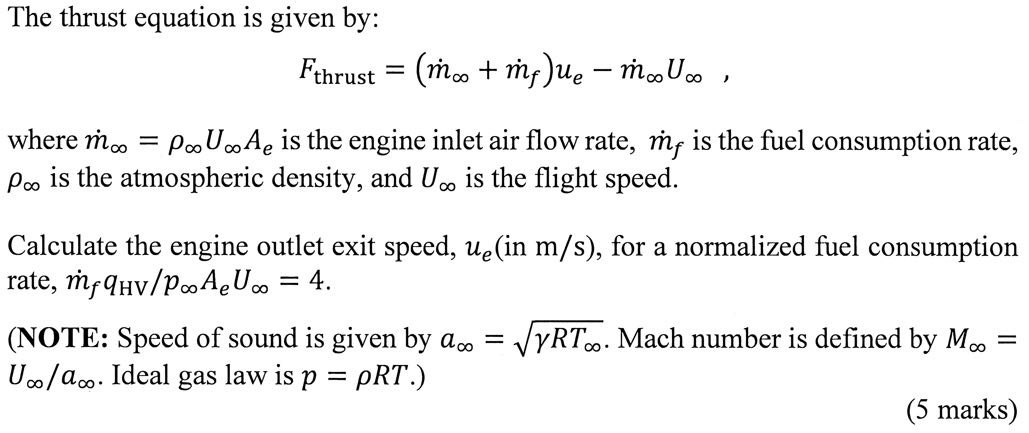 The thrust equation is given by:
F_thrust = (ṁ_∞ + ṁ_f)u_e − ṁ_∞U_∞ ,
where ṁ_∞ = ρ_∞U_∞A_e is the engine inlet air flow rate, ṁ_f is the fuel consumption rate,
ρ_∞ is the atmospheric density, and U_∞ is the flight speed.
Calculate the engine outlet exit speed, u_e(in m/s), for a normalized fuel consumption
rate, ṁ_f q_HV/p_∞A_eU_∞ = 4.
(NOTE: Speed of sound is given by a_∞ = √γRT_∞. Mach number is defined by M_∞ =
U_∞/a_∞. Ideal gas law is p = ρRT.)
(5 marks)